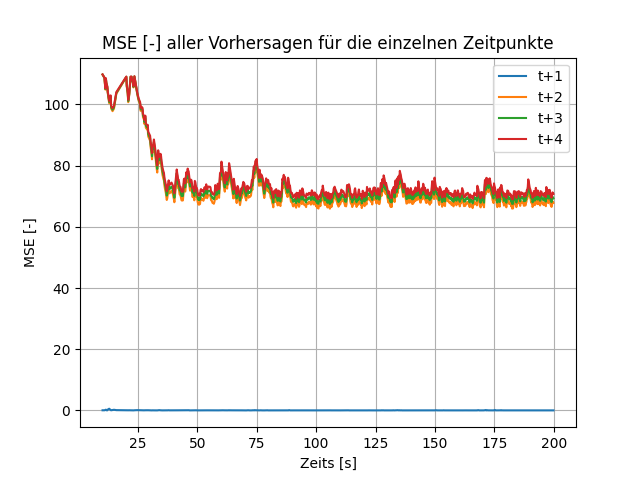 MSE [-] aller Vorhersagen für die einzelnen Zeitpunkte
t+1
t+2
t+3
t+4
MSE [-]
100
80
60
40
20
0
25 50 75 100 125 150 175 200
Zeits [s]